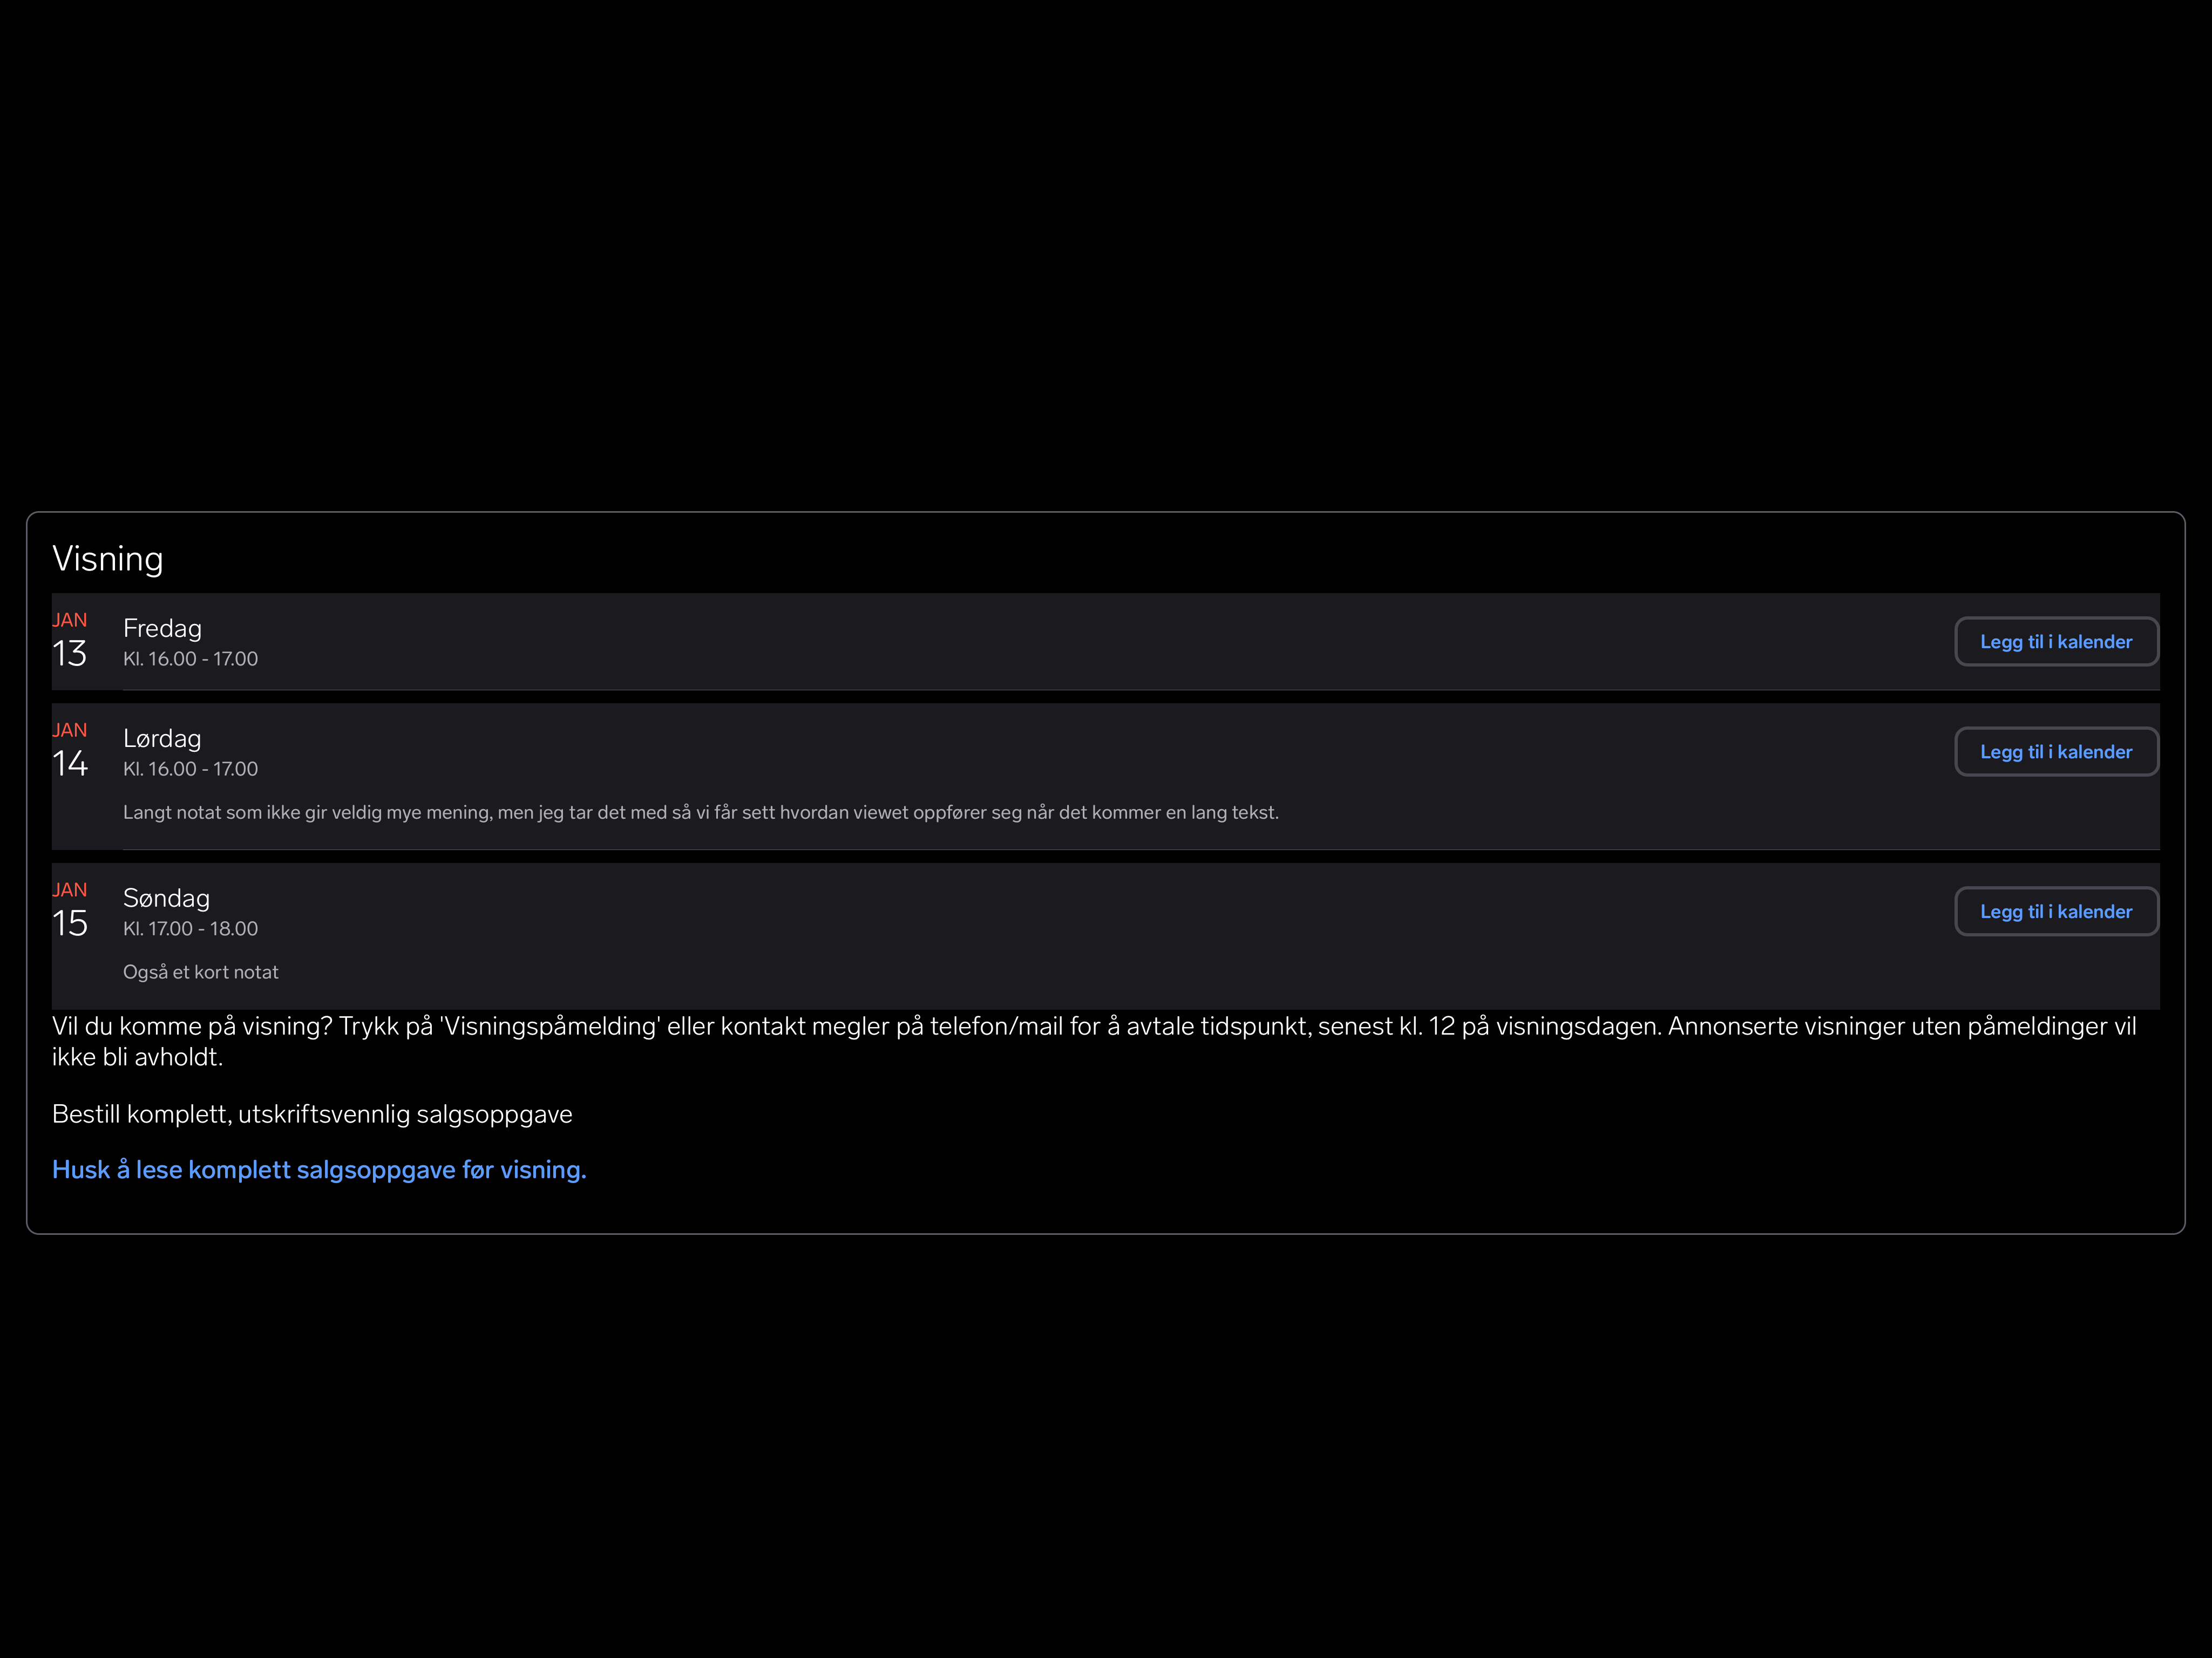 Visning
JAN
13
Fredag
Kl. 16.00 - 17.00
Legg til i kalender
JAN
14
Lørdag
Kl. 16.00 - 17.00
Legg til i kalender
Langt notat som ikke gir veldig mye mening, men jeg tar det med så vi får sett hvordan viewet oppfører seg når det kommer en lang tekst.
JAN
15
Søndag
Kl. 17.00 - 18.00
Legg til i kalender
Også et kort notat
Vil du komme på visning? Trykk på 'Visningspåmelding' eller kontakt megler på telefon/mail for å avtale tidspunkt, senest kl. 12 på visningsdagen. Annonserte visninger uten påmeldinger vil
ikke bli avholdt.
Bestill komplett, utskriftsvennlig salgsoppgave
Husk å lese komplett salgsoppgave før visning.